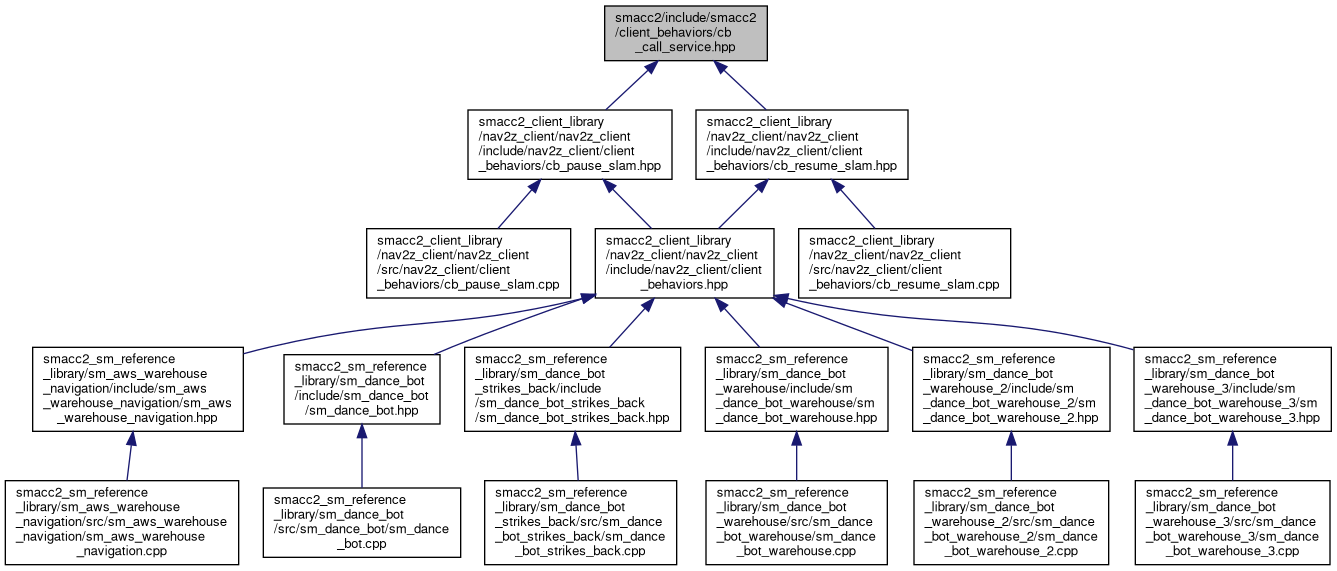 smacc2/include/smacc2
/client_behaviors/cb
_call_service.hpp
smacc2_client_library
/nav2z_client/nav2z_client
/include/nav2z_client/client
_behaviors/cb_pause_slam.hpp
smacc2_client_library
/nav2z_client/nav2z_client
/include/nav2z_client/client
_behaviors/cb_resume_slam.hpp
smacc2_client_library
/nav2z_client/nav2z_client
/src/nav2z_client/client
_behaviors/cb_pause_slam.cpp
smacc2_client_library
/nav2z_client/nav2z_client
/include/nav2z_client/client
_behaviors.hpp
smacc2_client_library
/nav2z_client/nav2z_client
/src/nav2z_client/client
_behaviors/cb_resume_slam.cpp
smacc2_sm_reference
_library/sm_aws_warehouse
_navigation/include/sm_aws
_warehouse_navigation/sm_aws
_warehouse_navigation.hpp
smacc2_sm_reference
_library/sm_dance_bot
/include/sm_dance_bot
/sm_dance_bot.hpp
smacc2_sm_reference
_library/sm_dance_bot
_strikes_back/include
/sm_dance_bot_strikes_back
/sm_dance_bot_strikes_back.hpp
smacc2_sm_reference
_library/sm_dance_bot
_warehouse/include/sm
_dance_bot_warehouse/sm
_dance_bot_warehouse.hpp
smacc2_sm_reference
_library/sm_dance_bot
_warehouse_2/include/sm
_dance_bot_warehouse_2/sm
_dance_bot_warehouse_2.hpp
smacc2_sm_reference
_library/sm_dance_bot
_warehouse_3/include/sm
_dance_bot_warehouse_3/sm
_dance_bot_warehouse_3.hpp
smacc2_sm_reference
_library/sm_aws_warehouse
_navigation/src/sm_aws_warehouse
_navigation/sm_aws_warehouse
_navigation.cpp
smacc2_sm_reference
_library/sm_dance_bot
/src/sm_dance_bot/sm_dance
_bot.cpp
smacc2_sm_reference
_library/sm_dance_bot
_strikes_back/src/sm_dance
_bot_strikes_back/sm_dance
_bot_strikes_back.cpp
smacc2_sm_reference
_library/sm_dance_bot
_warehouse/src/sm_dance
_bot_warehouse/sm_dance
_bot_warehouse.cpp
smacc2_sm_reference
_library/sm_dance_bot
_warehouse_2/src/sm_dance
_bot_warehouse_2/sm_dance
_bot_warehouse_2.cpp
smacc2_sm_reference
_library/sm_dance_bot
_warehouse_3/src/sm_dance
_bot_warehouse_3/sm_dance
_bot_warehouse_3.cpp